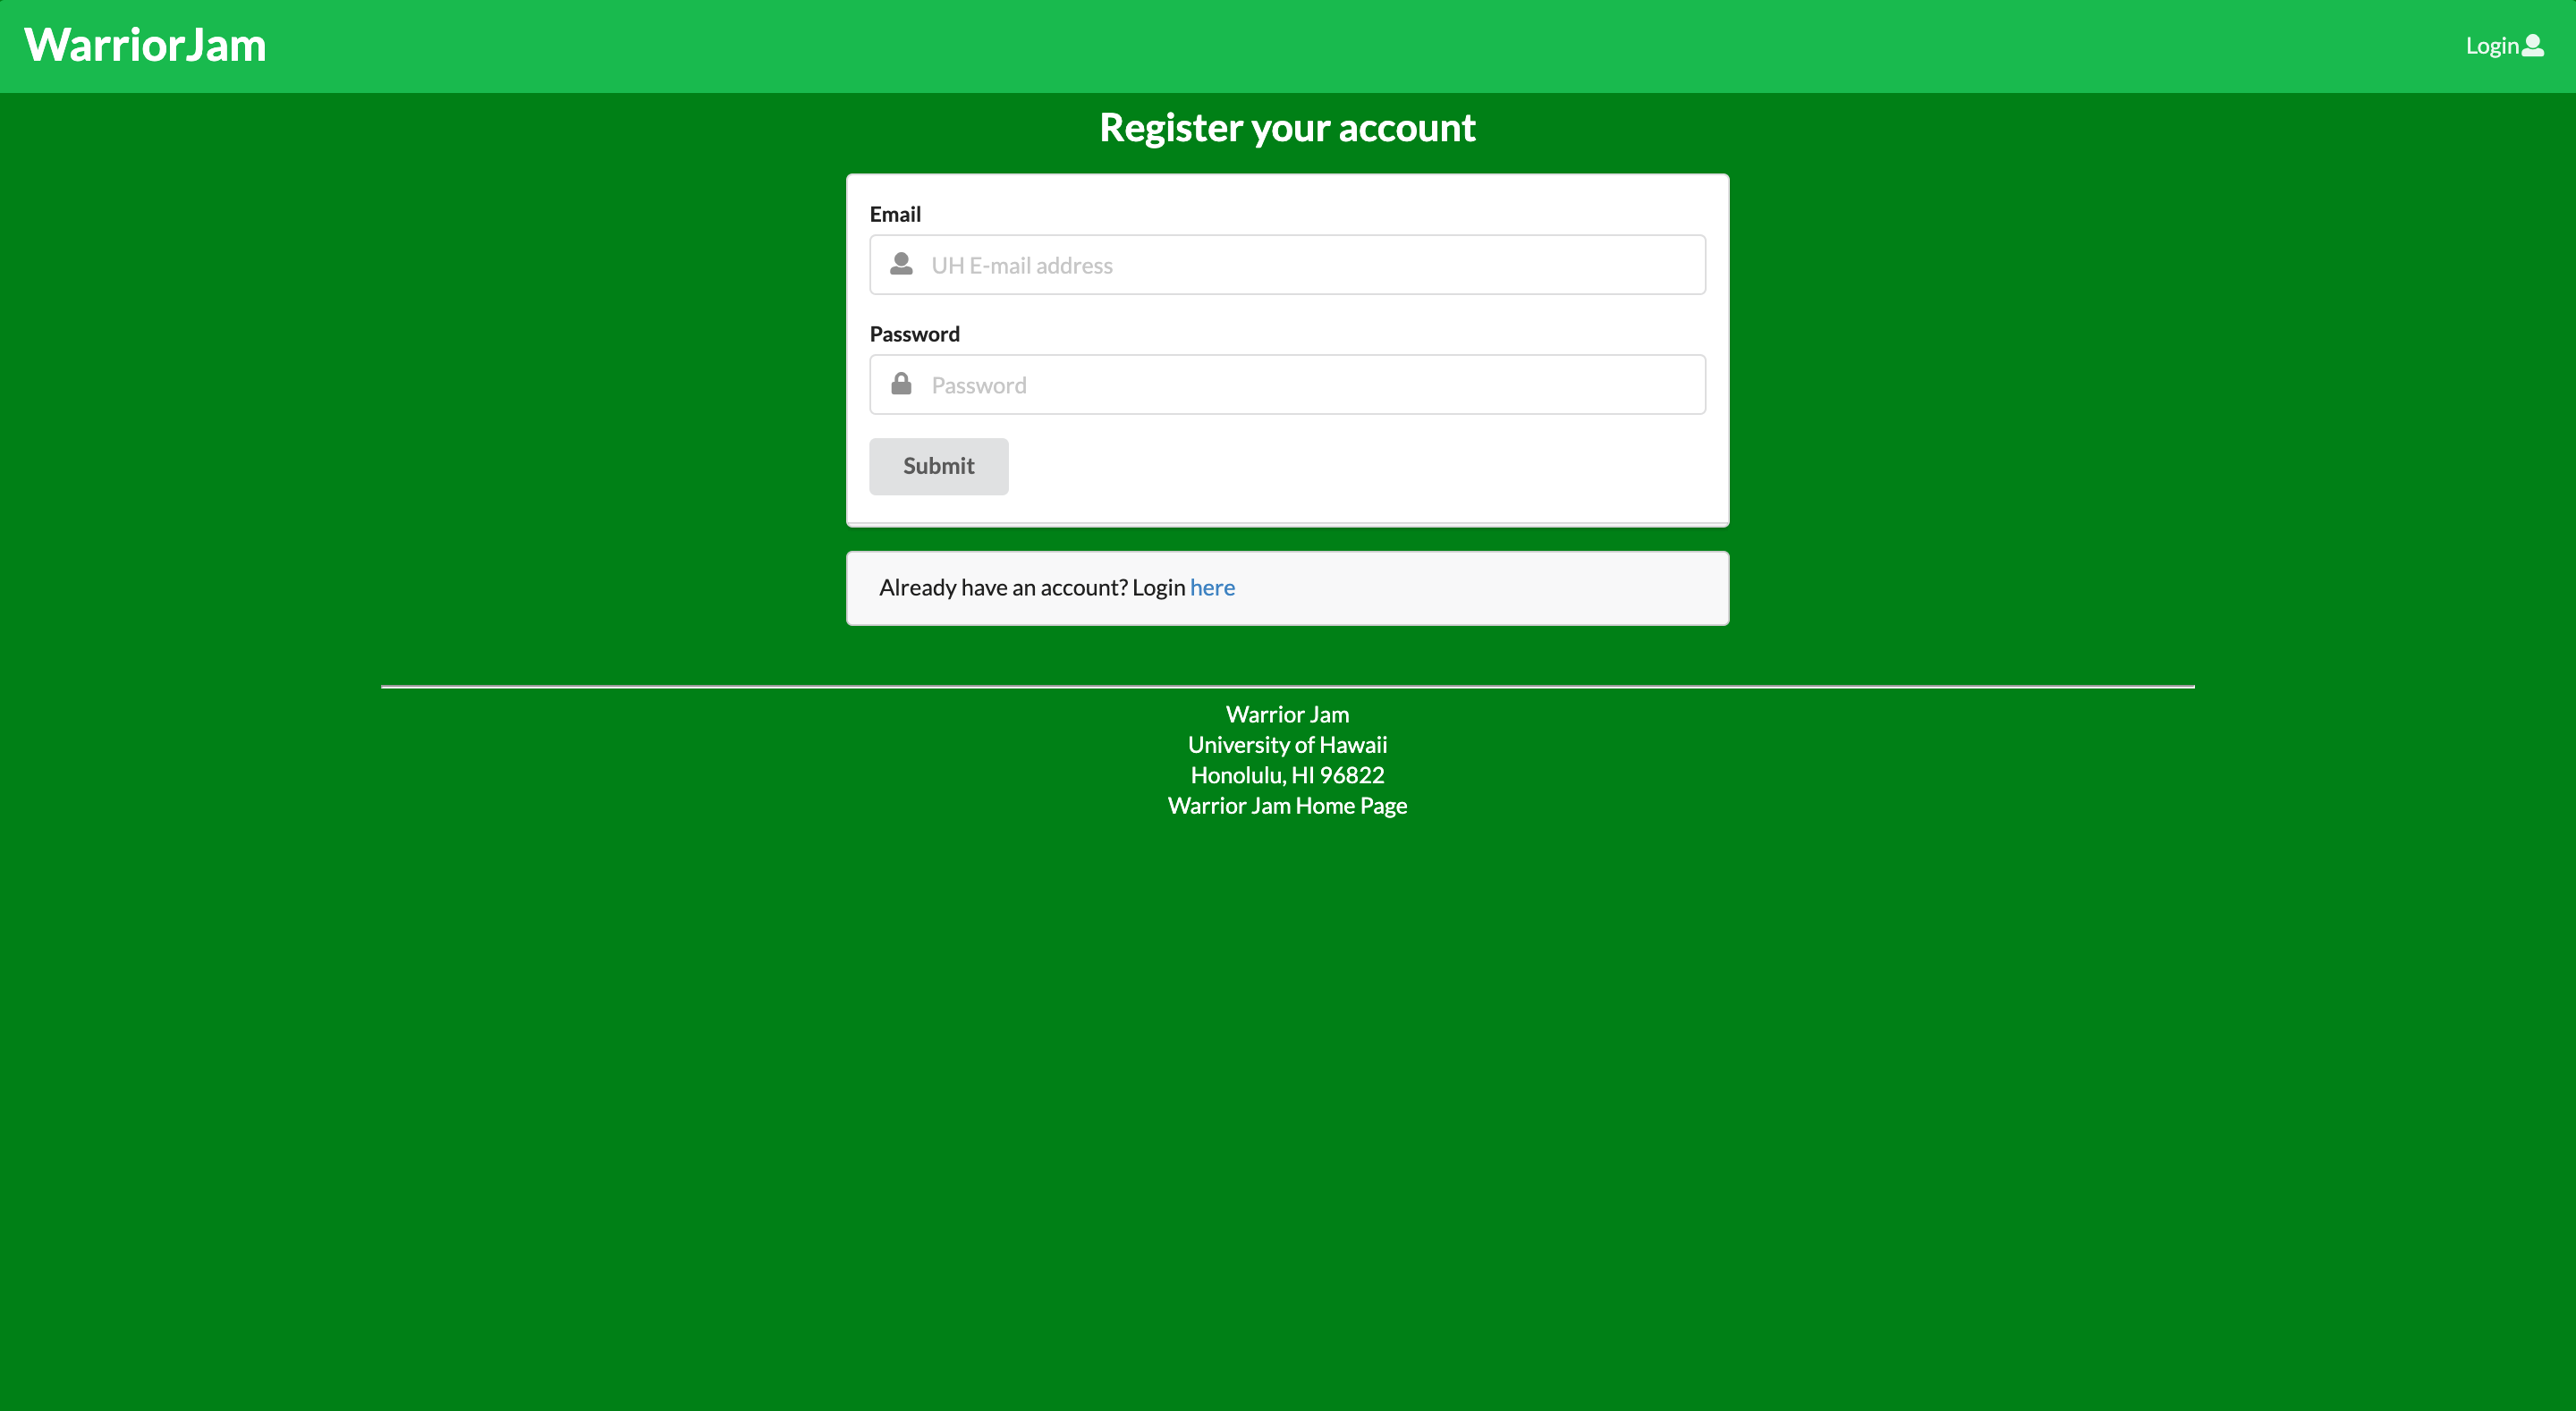 WarriorJam
Login
Register your account
Email
UH E-mail address
Password
Password
Submit
Already have an account? Login here
Warrior Jam
University of Hawaii
Honolulu, HI 96822
Warrior Jam Home Page